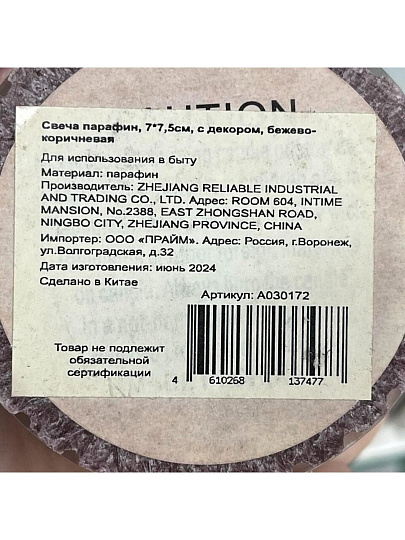 CAUTION
Свеча парафин, 7*7,5см, с декором, бежево-
коричневая
Для использования в быту
Материал: парафин
Производитель: ZHEJIANG RELIABLE INDUSTRIAL
AND TRADING CO., LTD. Адрес: ROOM 604, INTIME
MANSION, No.2388, EAST ZHONGSHAN ROAD,
NINGBO CITY, ZHEJIANG PROVINCE, CHINA
Импортер: ООО «ПРАЙМ». Адрес: Россия, г.Воронеж,
ул.Волгоградская, д.32
Дата изготовления: июнь 2024
Сделано в Китае
Артикул: A030172
Товар не подлежит
обязательной
сертификации
4 610268 137477